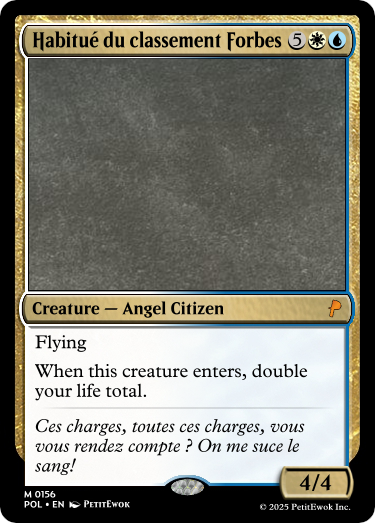 Habitué du classement Forbes 5
Creature — Angel Citizen
Flying
When this creature enters, double
your life total.
Ces charges, toutes ces charges, vous
vous rendez compte ? On me suce le
sang!
4/4
M 0156
POL • EN PetitEwok
© 2025 PetitEwok Inc.